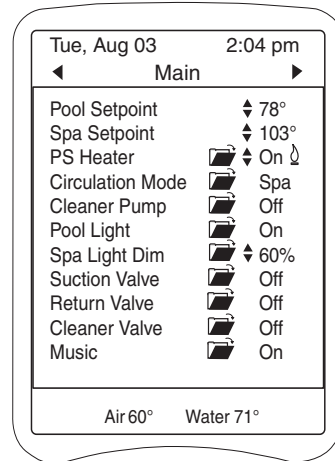 Tue, Aug 03 2:04 pm
Main
Pool Setpoint 78°
Spa Setpoint 103°
PS Heater On
Circulation Mode Spa
Cleaner Pump Off
Pool Light On
Spa Light Dim 60%
Suction Valve Off
Return Valve Off
Cleaner Valve Off
Music On
Air 60° Water 71°